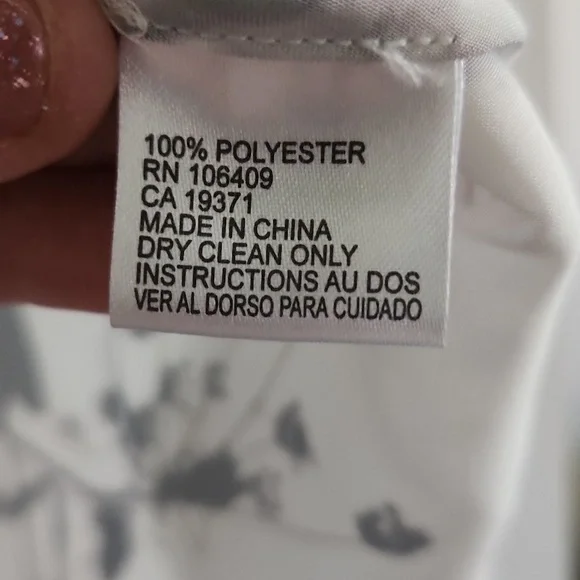 100% POLYESTER
RN 106409
CA 19371
MADE IN CHINA
DRY CLEAN ONLY
INSTRUCTIONS AU DOS
VER AL DORSO PARA CUIDADO